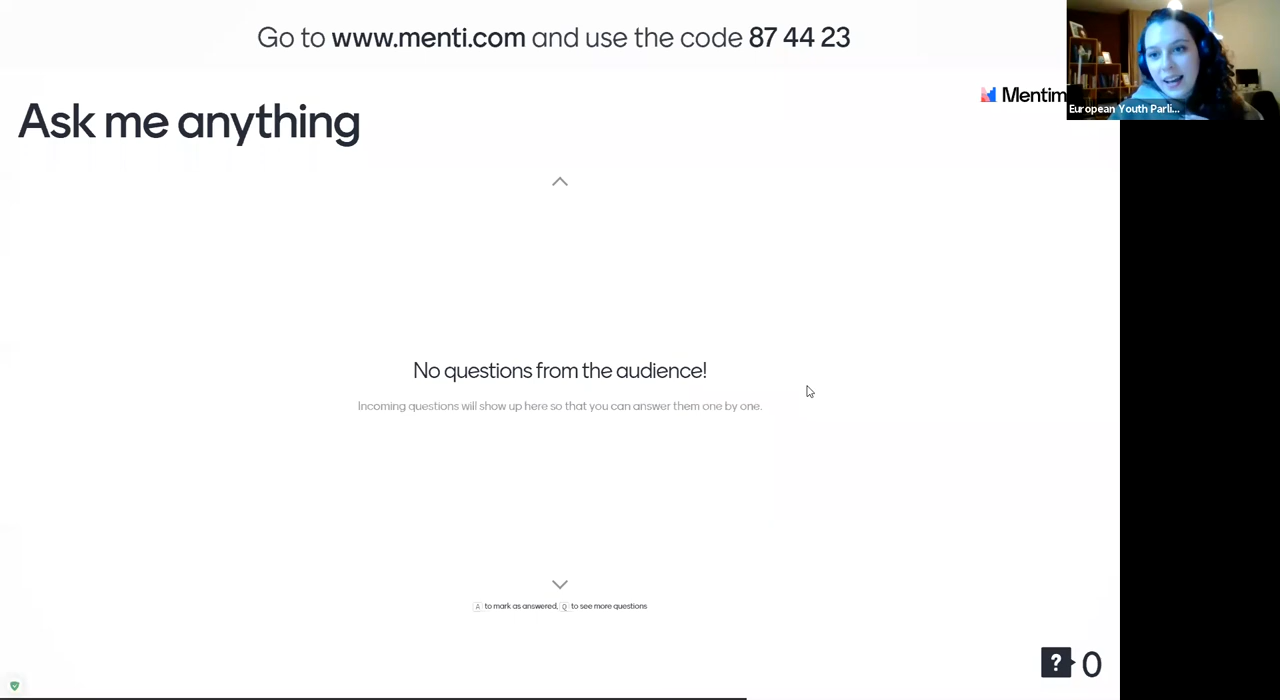 Go to www.menti.com and use the code 87 44 23
Mentim
European Youth Parli...
Ask me anything
No questions from the audience!
Incoming questions will show up here so that you can answer them one by one.
A to mark as answered, Q to see more questions
? 0